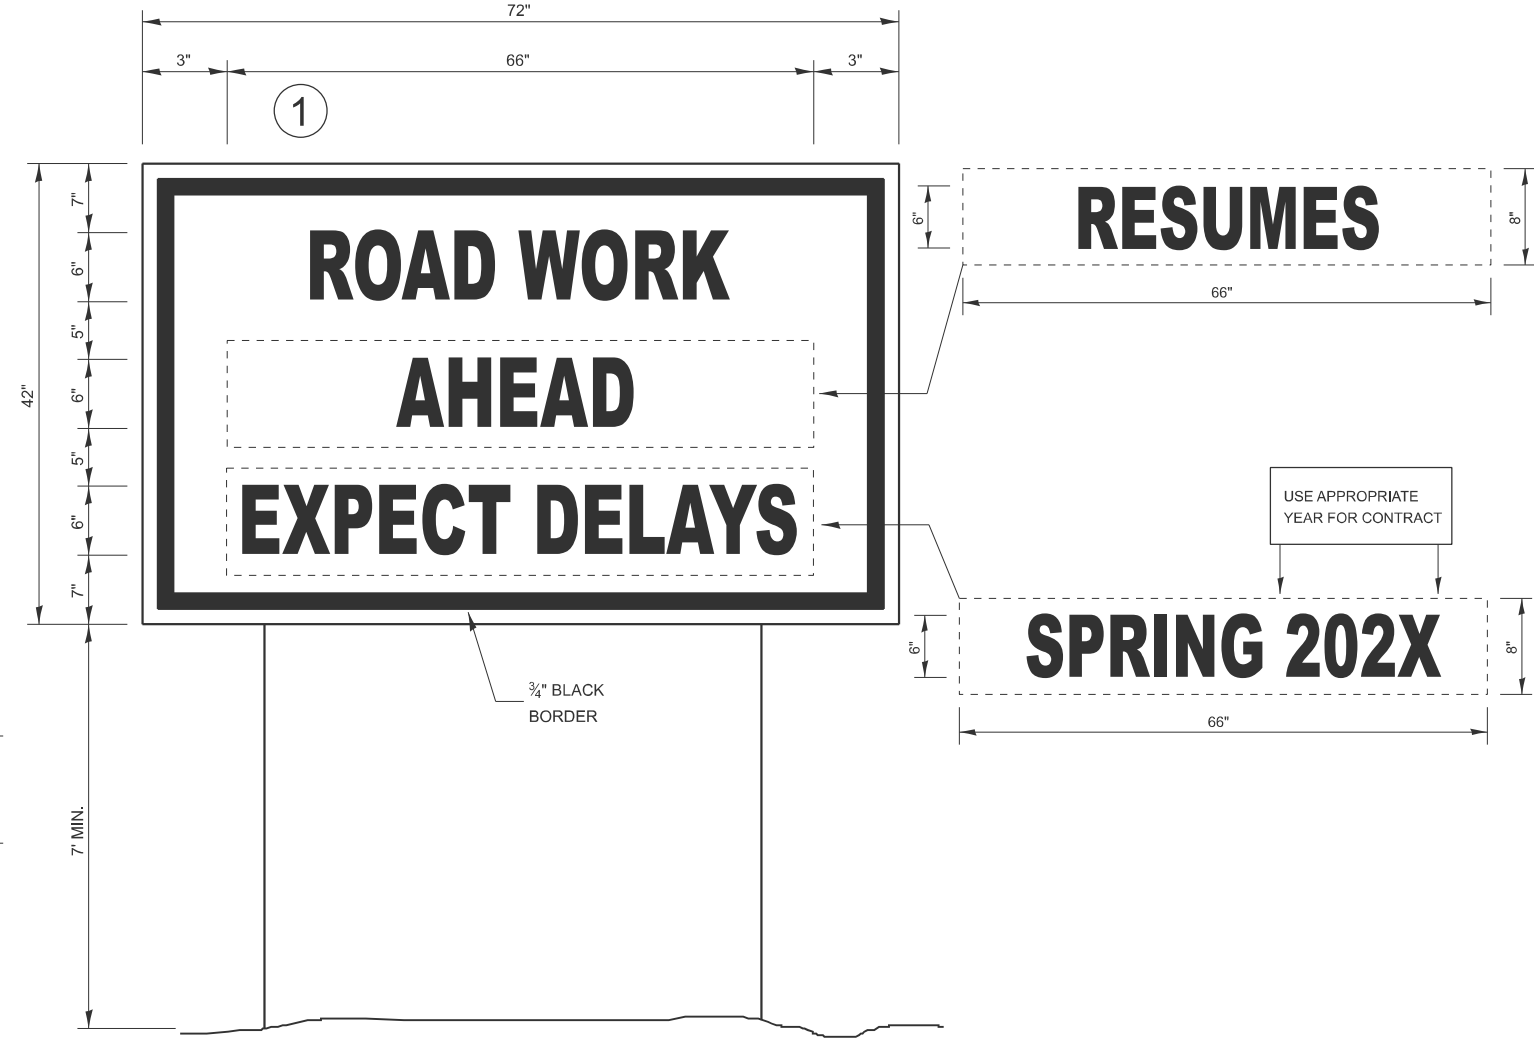 72"
3"
66"
3"
1
42"
7"
6"
5"
6"
5"
6"
7"
7' MIN.
ROAD WORK
AHEAD
EXPECT DELAYS
¾" BLACK
BORDER
6"
RESUMES
8"
66"
USE APPROPRIATE
YEAR FOR CONTRACT
6"
SPRING 202X
8"
66"